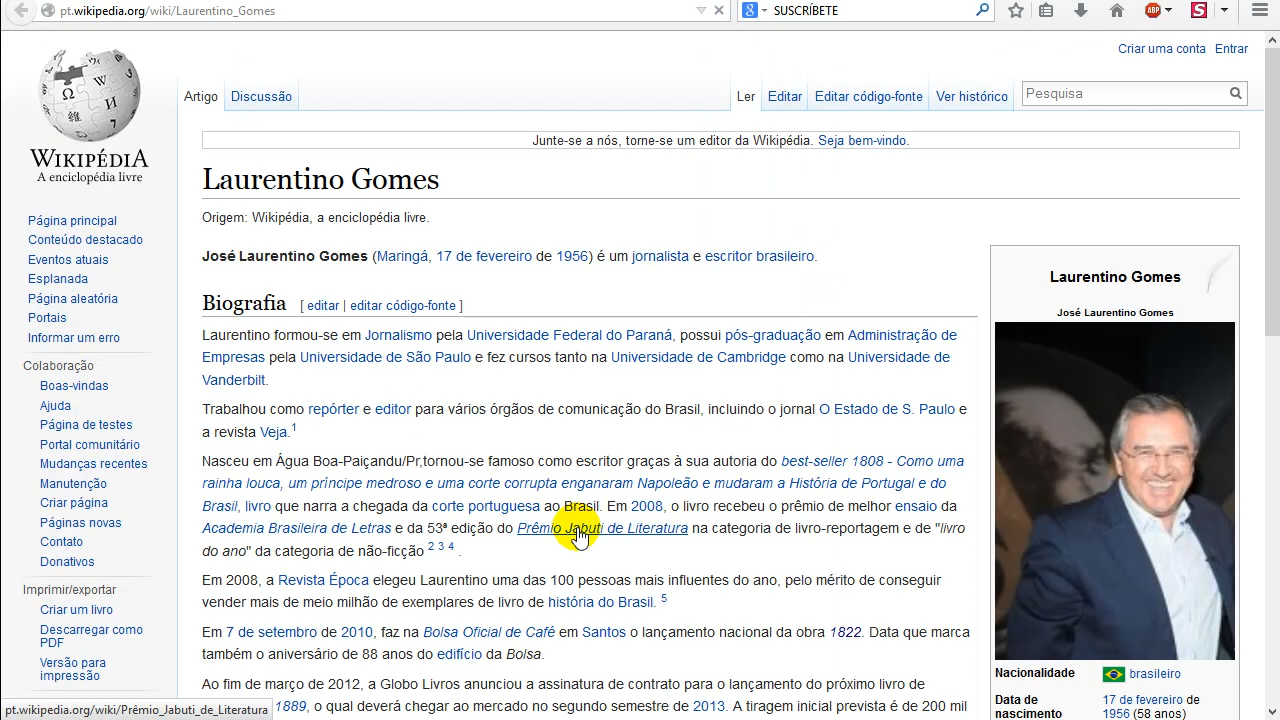 pt.wikipedia.org/wiki/Laurentino_Gomes
SUSCRÍBETE
Criar uma conta Entrar
Artigo Discussão Ler Editar Editar código-fonte Ver histórico Pesquisa
Junte-se a nós, torne-se um editor da Wikipédia. Seja bem-vindo.
WIKIPÉDIA
A enciclopédia livre
Página principal
Conteúdo destacado
Eventos atuais
Esplanada
Página aleatória
Portais
Informar um erro
Colaboração
Boas-vindas
Ajuda
Página de testes
Portal comunitário
Mudanças recentes
Manutenção
Criar página
Páginas novas
Contato
Donativos
Imprimir/exportar
Criar um livro
Descarregar como
PDF
Versão para
impressão
Laurentino Gomes
Origem: Wikipédia, a enciclopédia livre.
José Laurentino Gomes (Maringá, 17 de fevereiro de 1956) é um jornalista e escritor brasileiro.
Biografia [ editar | editar código-fonte ]
Laurentino formou-se em Jornalismo pela Universidade Federal do Paraná, possui pós-graduação em Administração de
Empresas pela Universidade de São Paulo e fez cursos tanto na Universidade de Cambridge como na Universidade de
Vanderbilt.
Trabalhou como repórter e editor para vários órgãos de comunicação do Brasil, incluindo o jornal O Estado de S. Paulo e
a revista Veja.1
Nasceu em Água Boa-Paiçandu/Pr,tornou-se famoso como escritor graças à sua autoria do best-seller 1808 - Como uma
rainha louca, um príncipe medroso e uma corte corrupta enganaram Napoleão e mudaram a História de Portugal e do
Brasil, livro que narra a chegada da corte portuguesa ao Brasil. Em 2008, o livro recebeu o prêmio de melhor ensaio da
Academia Brasileira de Letras e da 53ª edição do Prêmio Jabuti de Literatura na categoria de livro-reportagem e de "livro
do ano" da categoria de não-ficção 2 3 4 .
Em 2008, a Revista Época elegeu Laurentino uma das 100 pessoas mais influentes do ano, pelo mérito de conseguir
vender mais de meio milhão de exemplares de livro de história do Brasil. 5
Em 7 de setembro de 2010, faz na Bolsa Oficial de Café em Santos o lançamento nacional da obra 1822. Data que marca
também o aniversário de 88 anos do edifício da Bolsa.
Ao fim de março de 2012, a Globo Livros anunciou a assinatura de contrato para o lançamento do próximo livro de
1889, o qual deverá chegar ao mercado no segundo semestre de 2013. A tiragem inicial prevista é de 200 mil
Laurentino Gomes
José Laurentino Gomes
Nacionalidade brasileiro
Data de 17 de fevereiro de
nascimento 1956 (58 anos)
pt.wikipedia.org/wiki/Prêmio_Jabuti_de_Literatura